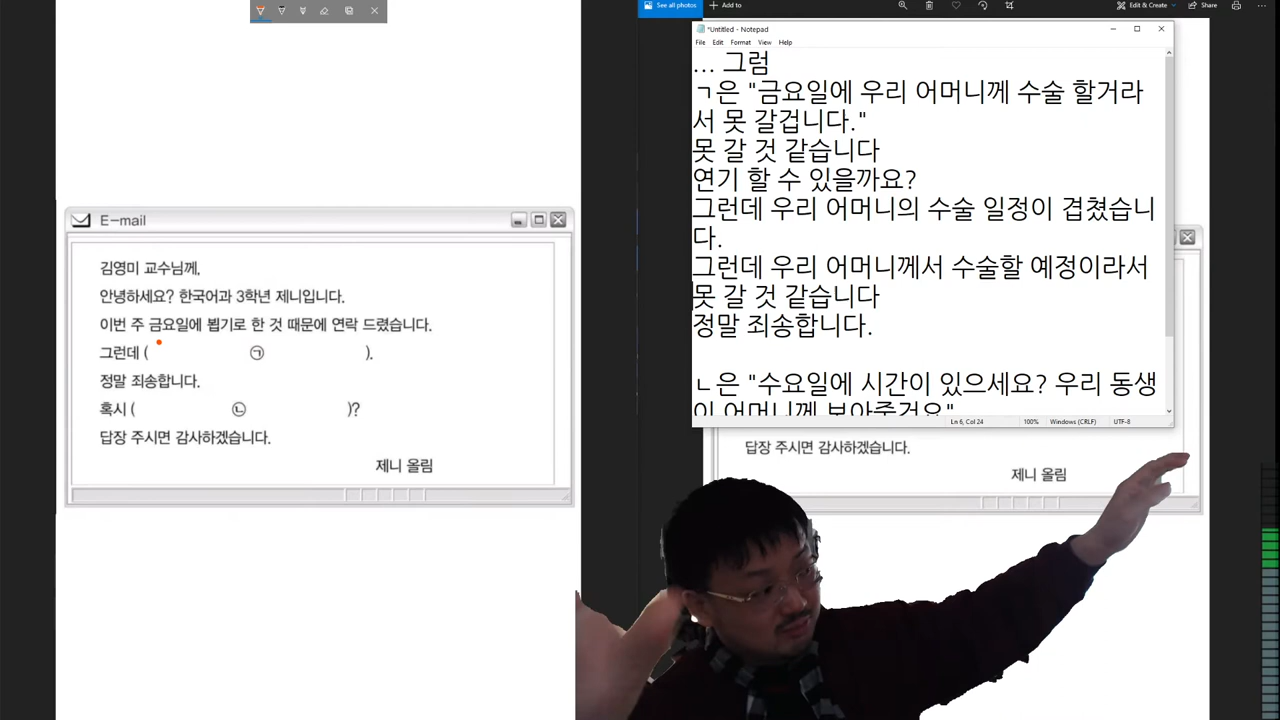 See all photos
Add to
Edit & Create
Share
*Untitled - Notepad
File Edit Format View Help
... 그럼
ㄱ은 "금요일에 우리 어머니께 수술 할거라
서 못 갈겁니다."
못 갈 것 같습니다
연기 할 수 있을까요?
그런데 우리 어머니의 수술 일정이 겹쳤습니
다.
그런데 우리 어머니께서 수술할 예정이라서
못 갈 것 같습니다
정말 죄송합니다.
ㄴ은 "수요일에 시간이 있으세요? 우리 동생
이 어머니께 보아줄거요"
Ln 6, Col 24
100%
Windows (CRLF)
UTF-8
E-mail
김영미 교수님께,
안녕하세요? 한국어과 3학년 제니입니다.
이번 주 금요일에 뵙기로 한 것 때문에 연락 드렸습니다.
그런데 ( ㉠ ).
정말 죄송합니다.
혹시 ( ㉡ )?
답장 주시면 감사하겠습니다.
제니 올림
답장 주시면 감사하겠습니다.
제니 올림